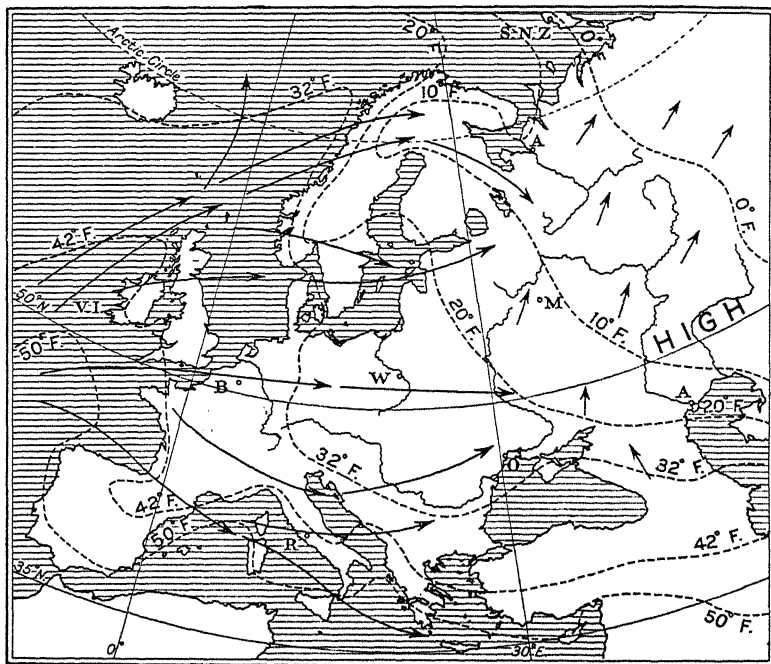 20° F.
S-N-Z
0°
Arctic Circle
32° F.
10° F.
A
42° F.
0° F.
50° N
V-I
20° F.
M
10° F.
HIGH
50° F.
B
W
A
20° F.
32° F.
O
32° F.
42° F.
50° F.
R
42° F.
35° N
50° F.
0°
30° E.